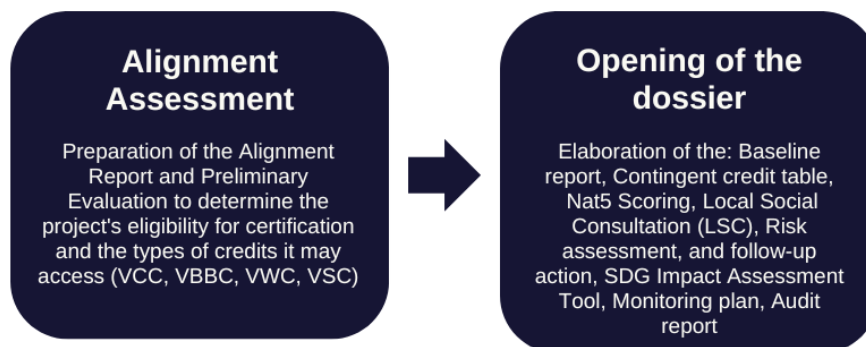 Alignment
Assessment
Preparation of the Alignment
Report and Preliminary
Evaluation to determine the
project's eligibility for certification
and the types of credits it may
access (VCC, VBBC, VWC, VSC)
Opening of the
dossier
Elaboration of the: Baseline
report, Contingent credit table,
Nat5 Scoring, Local Social
Consultation (LSC), Risk
assessment, and follow-up
action, SDG Impact Assessment
Tool, Monitoring plan, Audit
report